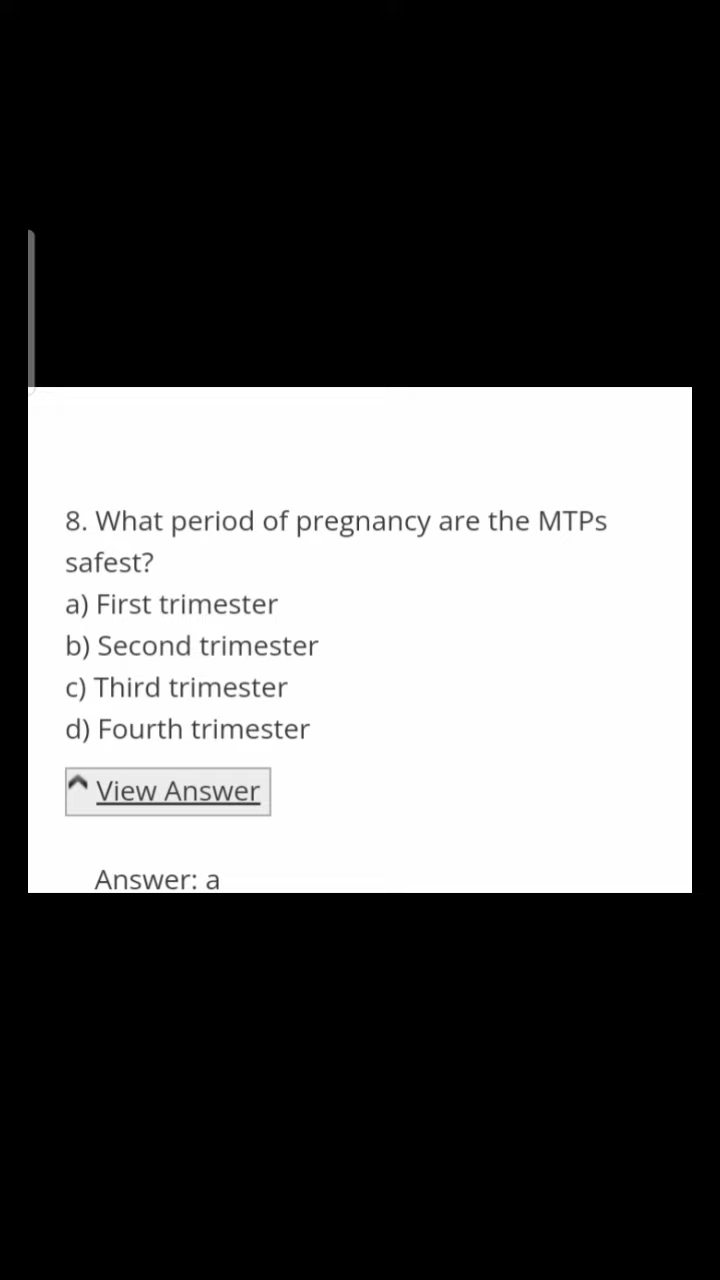 8. What period of pregnancy are the MTPs
safest?
a) First trimester
b) Second trimester
c) Third trimester
d) Fourth trimester
View Answer
Answer: a